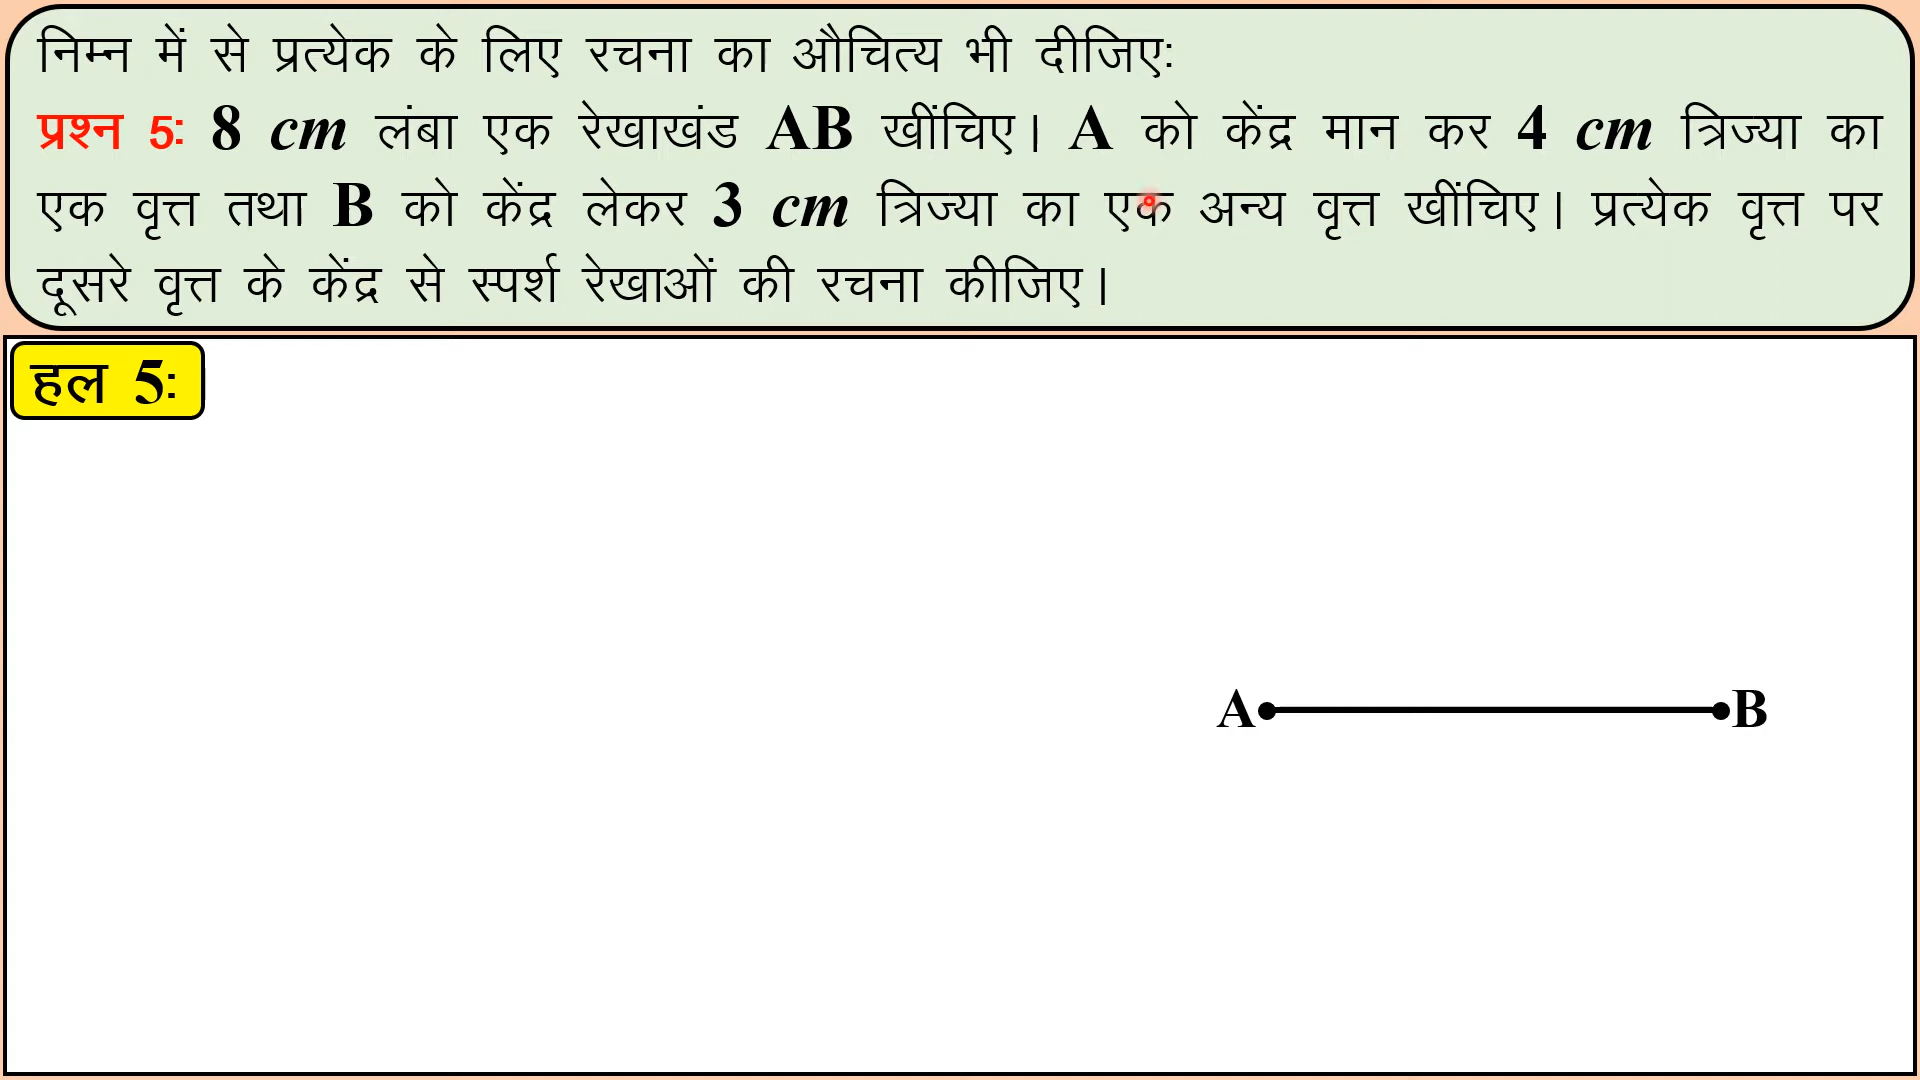 निम्न में से प्रत्येक के लिए रचना का औचित्य भी दीजिए:
प्रश्न 5: 8 cm लंबा एक रेखाखंड AB खींचिए। A को केंद्र मान कर 4 cm त्रिज्या का
एक वृत्त तथा B को केंद्र लेकर 3 cm त्रिज्या का एक अन्य वृत्त खींचिए। प्रत्येक वृत्त पर
दूसरे वृत्त के केंद्र से स्पर्श रेखाओं की रचना कीजिए।
हल 5:
A B